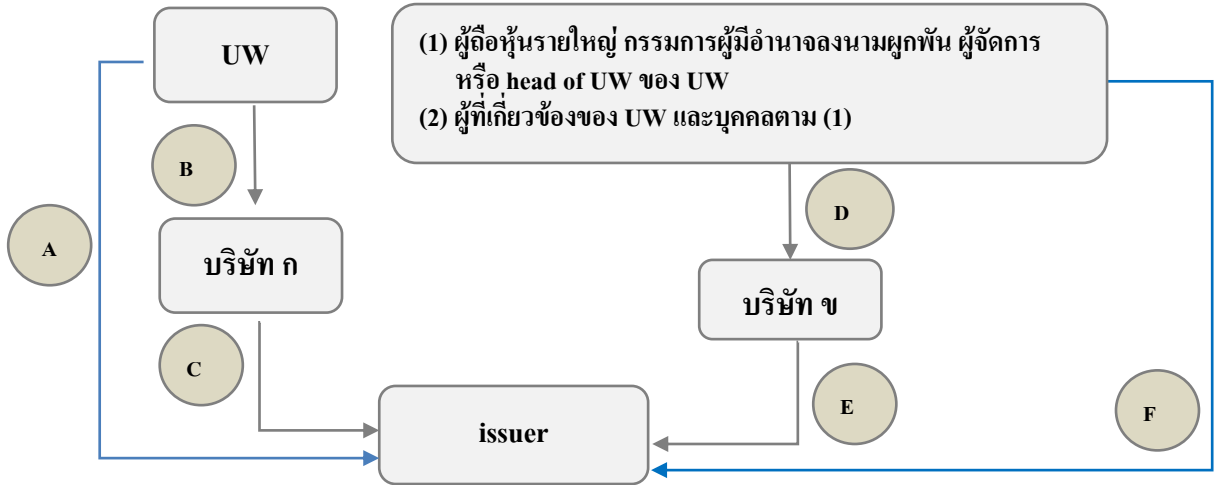 UW
(1) ผู้ถือหุ้นรายใหญ่ กรรมการผู้มีอำนาจลงนามผูกพัน ผู้จัดการ
หรือ head of UW ของ UW
(2) ผู้ที่เกี่ยวข้องของ UW และบุคคลตาม (1)
B
D
A
บริษัท ก
บริษัท ข
C
E
F
issuer